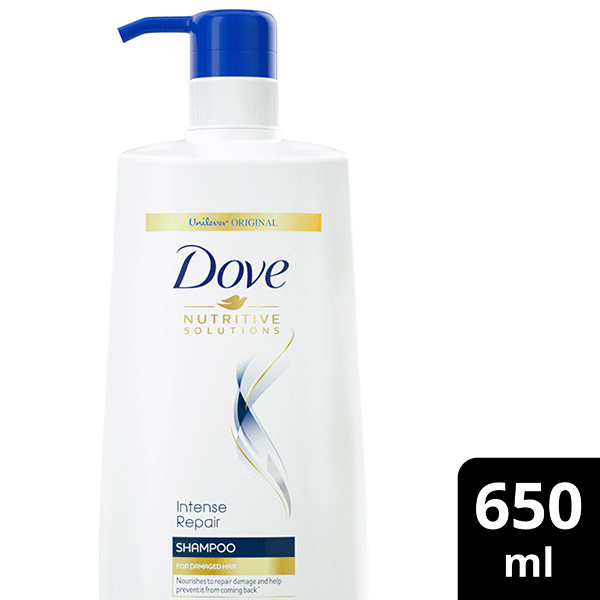 Unilever ORIGINAL
Dove
NUTRITIVE
SOLUTIONS
Intense
Repair
SHAMPOO
FOR DAMAGED HAIR
Nourishes to repair damage and help
prevent it from coming back*
650
ml